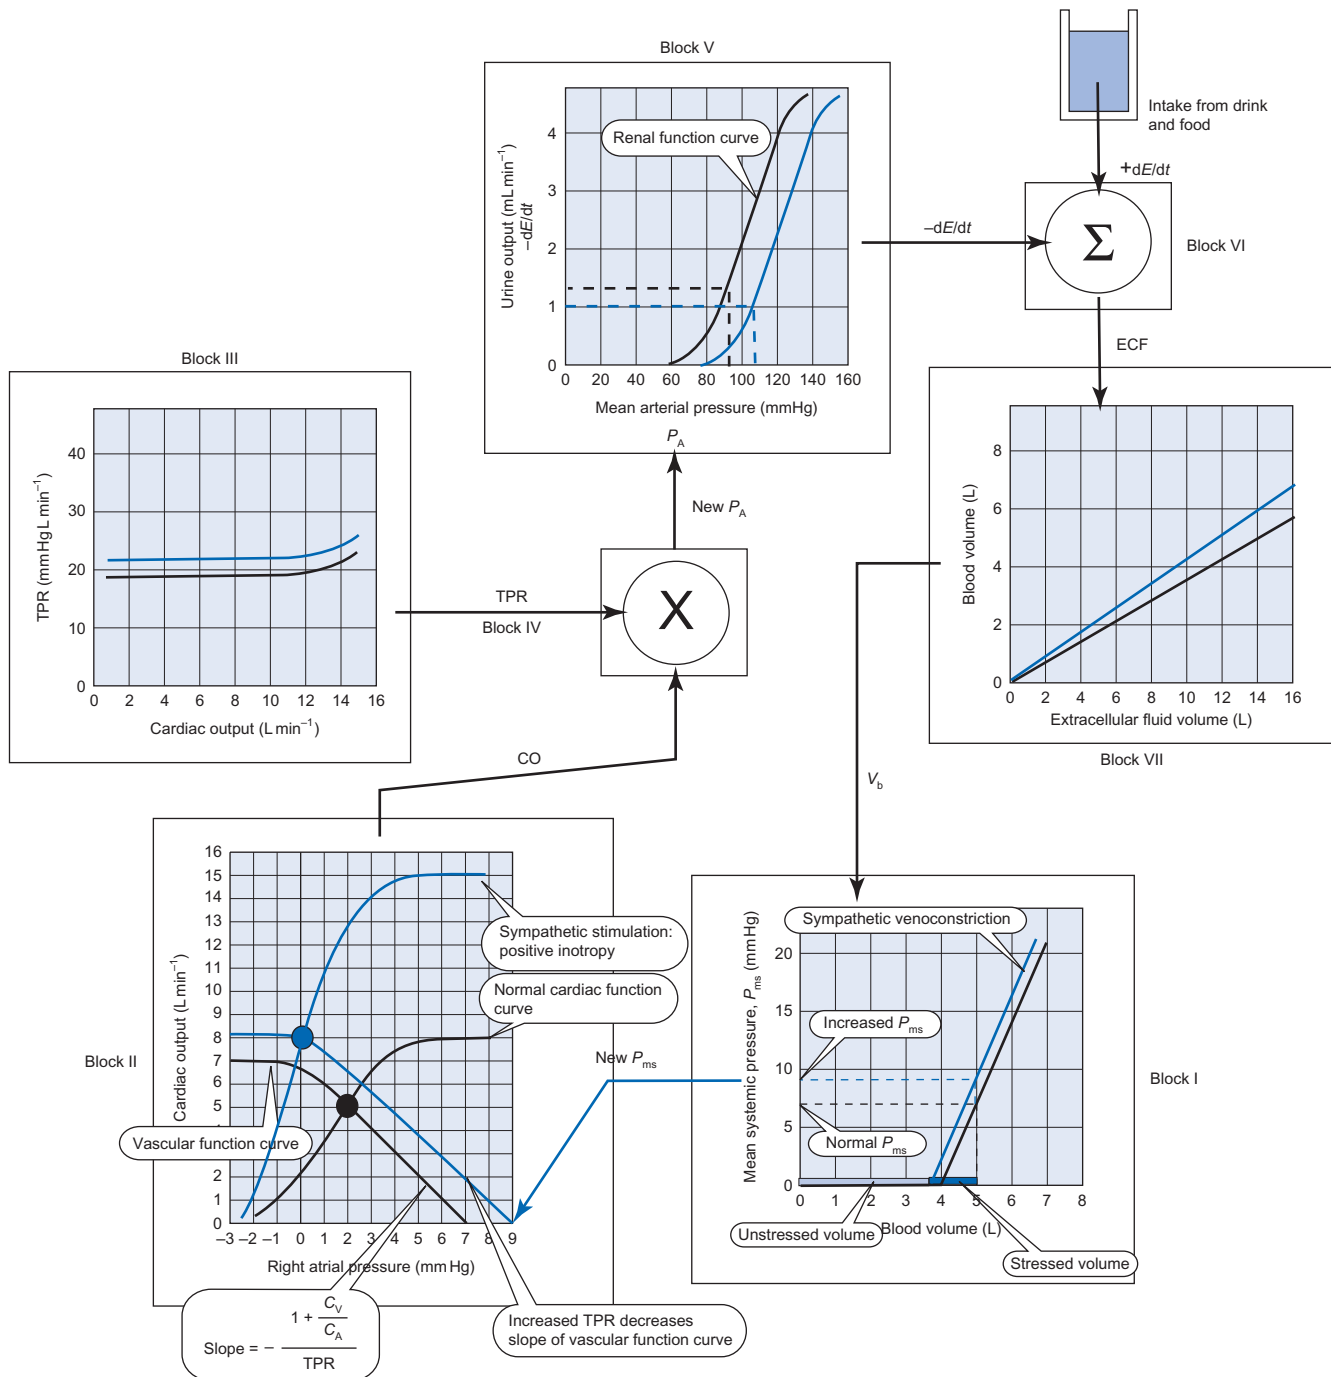 Block V
Urine output (mL min⁻¹)
–dE/dt
4
3
2
1
0
0 20 40 60 80 100 120 140 160
Mean arterial pressure (mmHg)
Renal function curve
P_A
New P_A
Intake from drink
and food
+dE/dt
–dE/dt
Σ
Block VI
ECF
Block III
TPR (mmHg L min⁻¹)
40
30
20
10
0
0 2 4 6 8 10 12 14 16
Cardiac output (L min⁻¹)
TPR
Block IV
X
CO
Blood volume (L)
8
6
4
2
0
0 2 4 6 8 10 12 14 16
Extracellular fluid volume (L)
Block VII
V_b
Block II
Cardiac output (L min⁻¹)
16
15
14
13
12
11
10
9
8
7
6
5
2
1
0
–3 –2 –1 0 1 2 3 4 5 6 7 8 9
Right atrial pressure (mm Hg)
Sympathetic stimulation:
positive inotropy
Normal cardiac function
curve
Vascular function curve
Slope = – (1 + C_V/C_A)/TPR
Increased TPR decreases
slope of vascular function curve
New P_ms
Block I
Mean systemic pressure, P_ms (mmHg)
20
15
10
5
0
0 1 2 3 4 5 6 7 8
Blood volume (L)
Sympathetic venoconstriction
Increased P_ms
Normal P_ms
Unstressed volume
Stressed volume